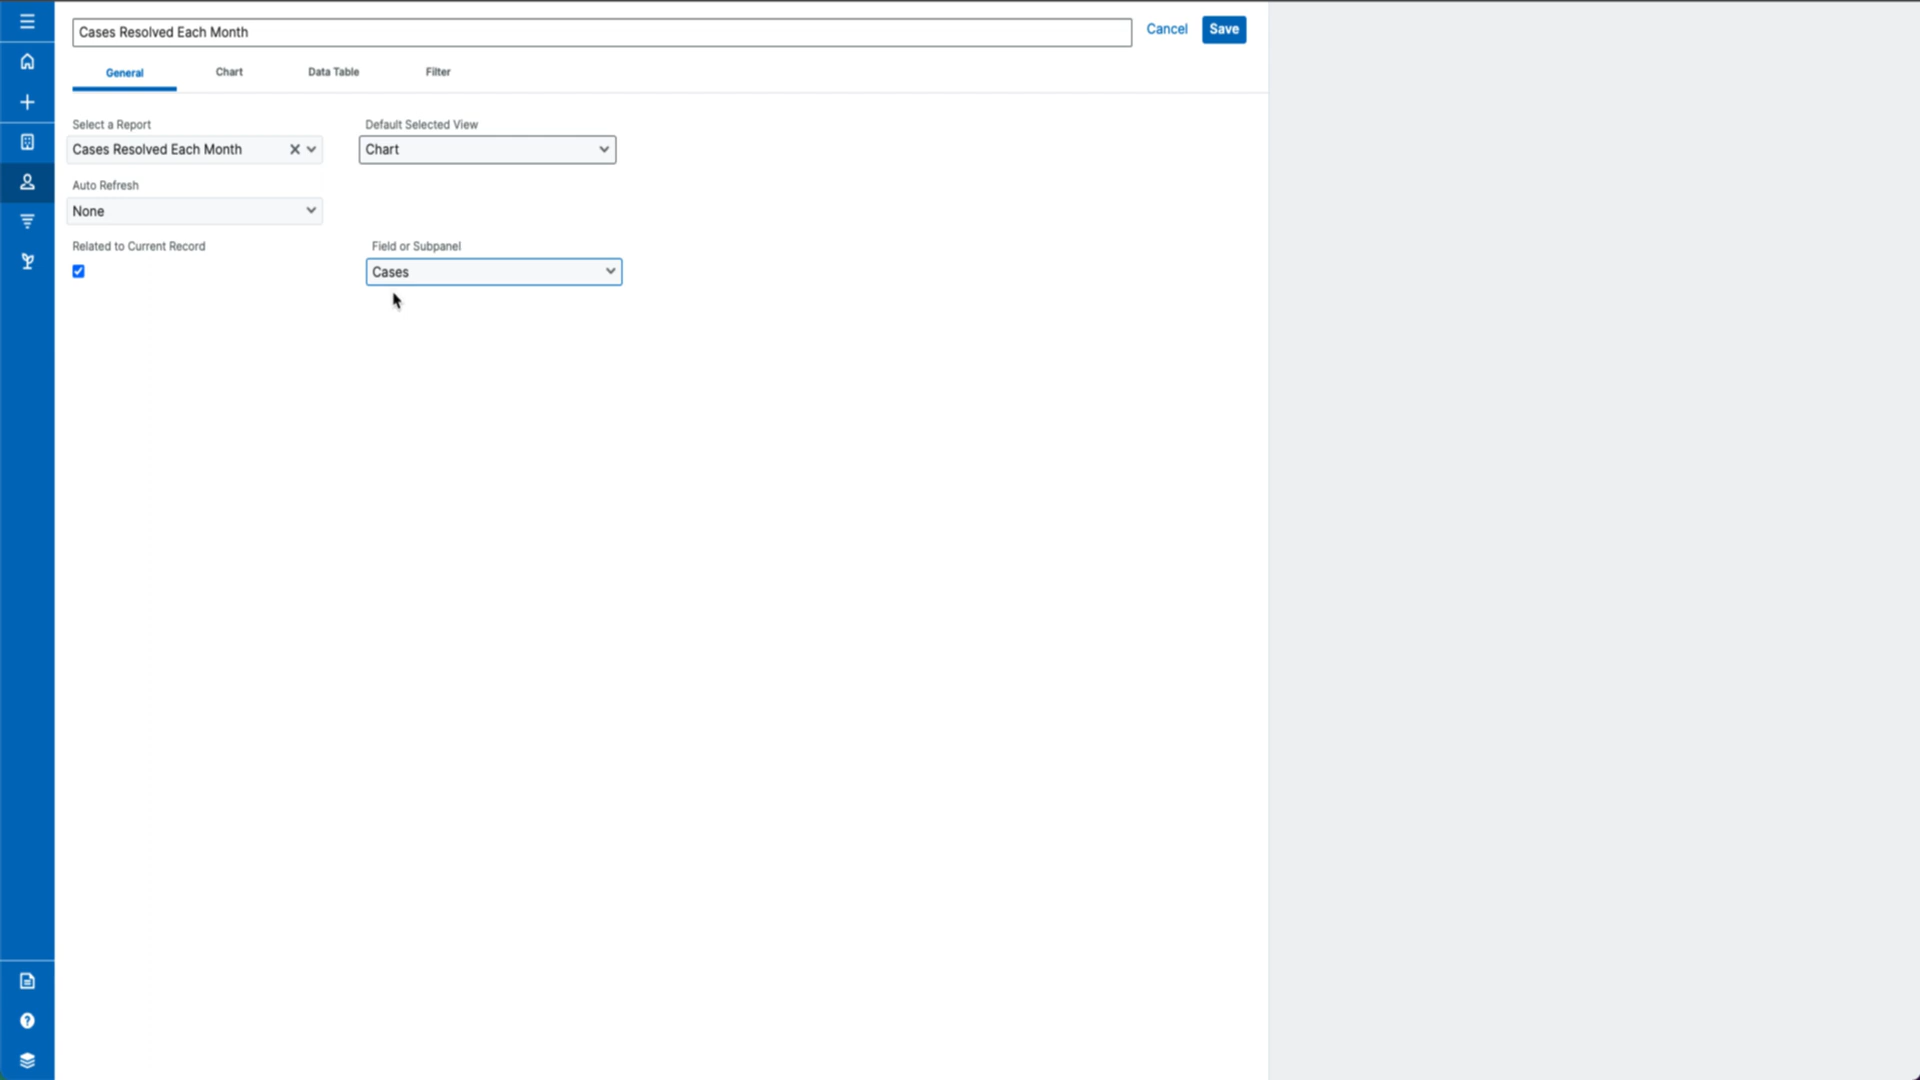 Cases Resolved Each Month
Cancel
Save
General
Chart
Data Table
Filter
Select a Report
Default Selected View
Cases Resolved Each Month
Chart
Auto Refresh
None
Related to Current Record
Field or Subpanel
Cases